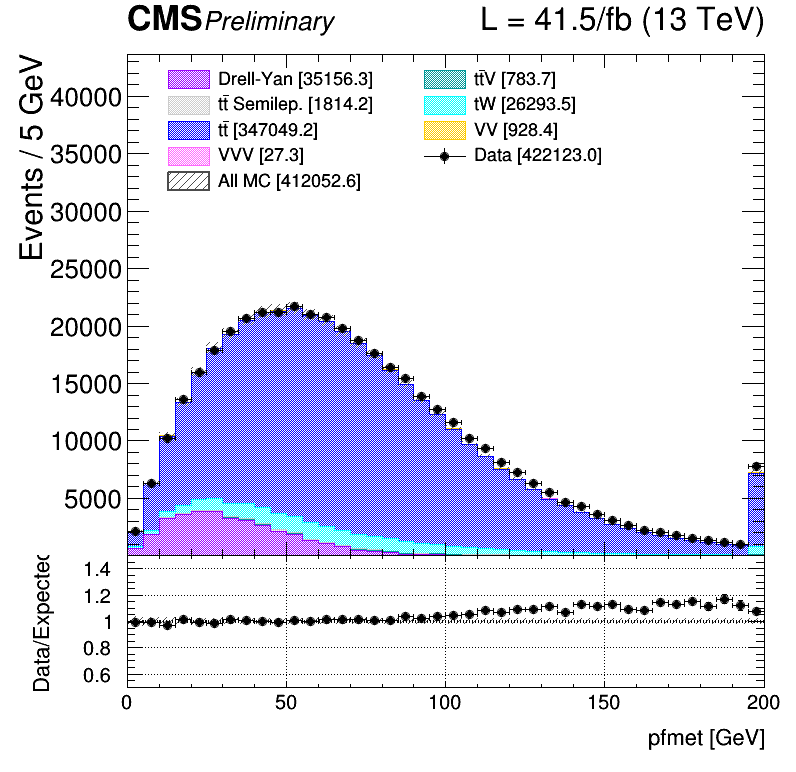 CMS Preliminary L = 41.5/fb (13 TeV)
Events / 5 GeV
40000
35000
30000
25000
20000
15000
10000
5000
Drell-Yan [35156.3]
tt̄ Semilep. [1814.2]
tt̄ [347049.2]
VVV [27.3]
All MC [412052.6]
tt̄V [783.7]
tW [26293.5]
VV [928.4]
Data [422123.0]
Data/Expected
1.4
1.2
1
0.8
0.6
0 50 100 150 200
pfmet [GeV]